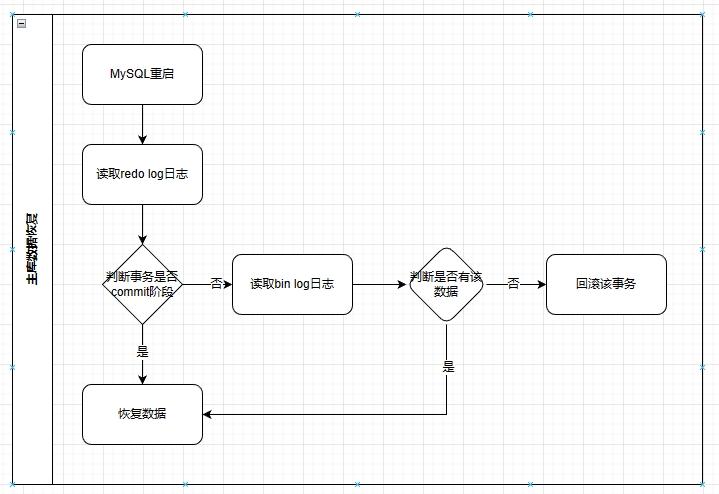 主库数据恢复
MySQL重启
读取redo log日志
判断事务是否
commit阶段
否
读取bin log日志
判断是否有该
数据
否
回滚该事务
是
是
恢复数据